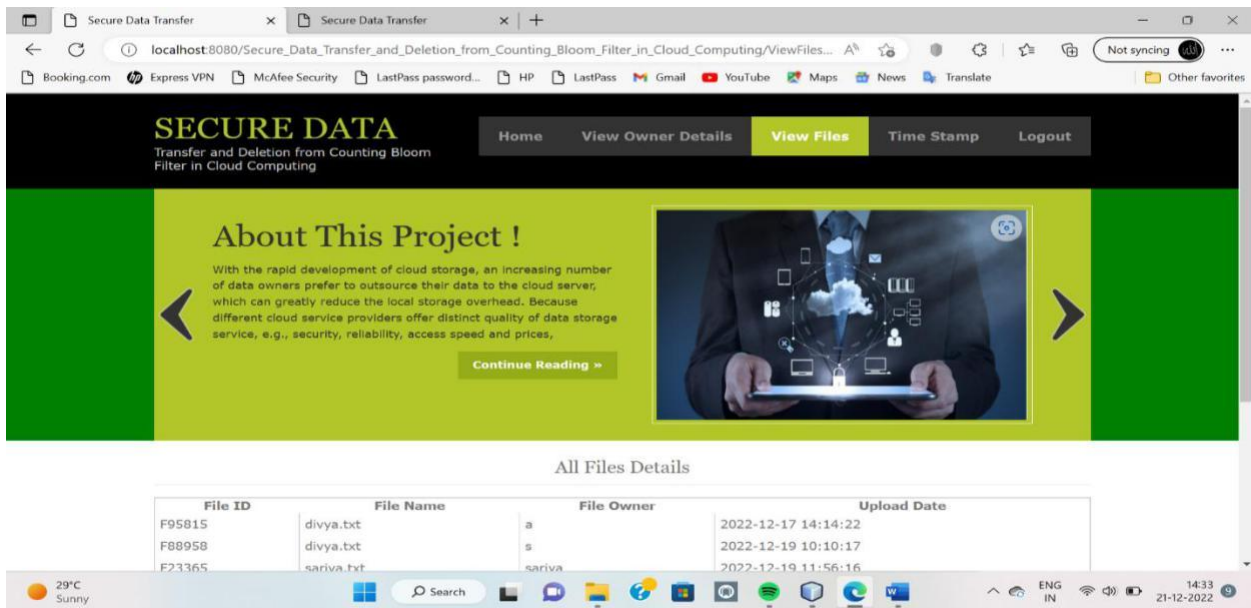 Secure Data Transfer
Secure Data Transfer
localhost:8080/Secure_Data_Transfer_and_Deletion_from_Counting_Bloom_Filter_in_Cloud_Computing/ViewFiles...
Not syncing
Booking.com Express VPN McAfee Security LastPass password... HP LastPass Gmail YouTube Maps News Translate Other favorites
SECURE DATA
Transfer and Deletion from Counting Bloom
Filter in Cloud Computing
Home View Owner Details View Files Time Stamp Logout
About This Project !
With the rapid development of cloud storage, an increasing number
of data owners prefer to outsource their data to the cloud server,
which can greatly reduce the local storage overhead. Because
different cloud service providers offer distinct quality of data storage
service, e.g., security, reliability, access speed and prices,
Continue Reading »
All Files Details
File ID File Name File Owner Upload Date
F95815 divya.txt a 2022-12-17 14:14:22
F88958 divya.txt s 2022-12-19 10:10:17
F23365 sariya.txt sariya 2022-12-19 11:56:16
29°C
Sunny
Search
ENG
IN
14:33
21-12-2022
9